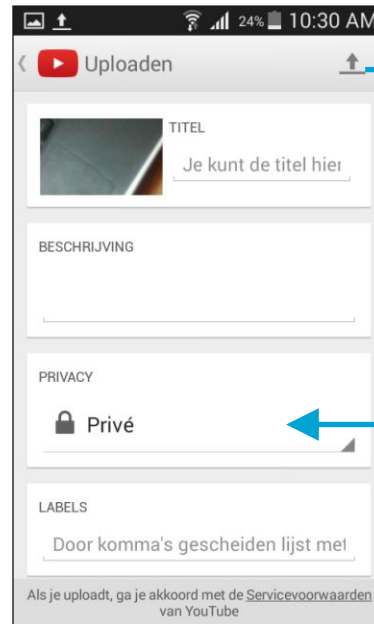 24% 10:30 AM
Uploaden
TITEL
Je kunt de titel hier
BESCHRIJVING
PRIVACY
Privé
LABELS
Door komma's gescheiden lijst met
Als je uploadt, ga je akkoord met de Servicevoorwaarden
van YouTube